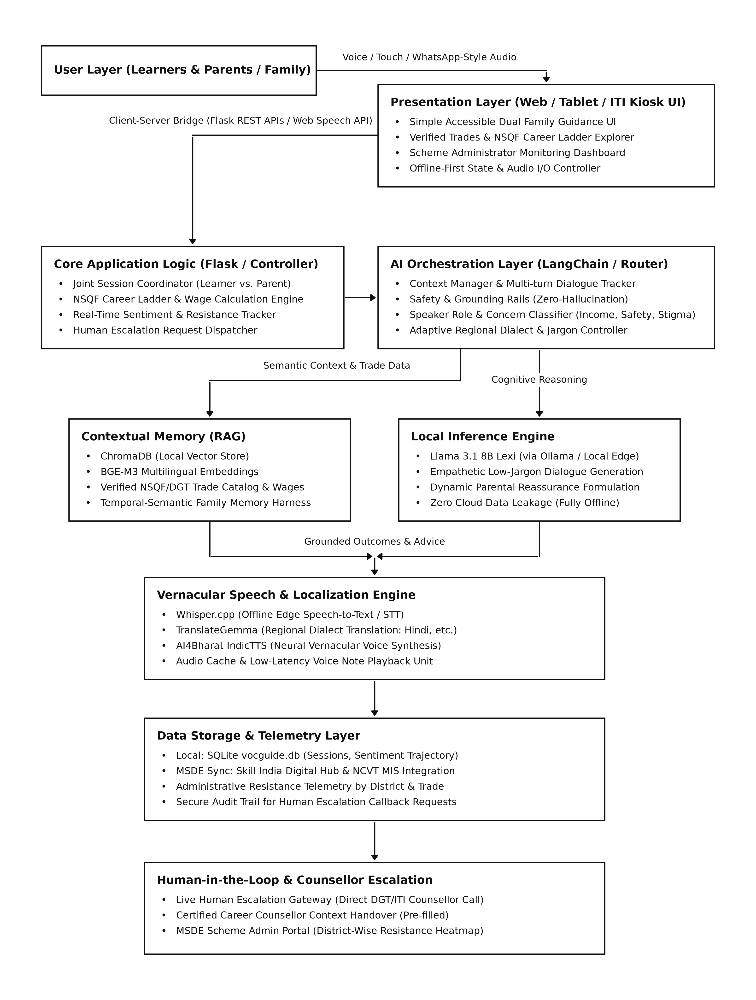 User Layer (Learners & Parents / Family)
Voice / Touch / WhatsApp-Style Audio
Presentation Layer (Web / Tablet / ITI Kiosk UI)
• Simple Accessible Dual Family Guidance UI
• Verified Trades & NSQF Career Ladder Explorer
• Scheme Administrator Monitoring Dashboard
• Offline-First State & Audio I/O Controller
Client-Server Bridge (Flask REST APIs / Web Speech API)
Core Application Logic (Flask / Controller)
• Joint Session Coordinator (Learner vs. Parent)
• NSQF Career Ladder & Wage Calculation Engine
• Real-Time Sentiment & Resistance Tracker
• Human Escalation Request Dispatcher
AI Orchestration Layer (LangChain / Router)
• Context Manager & Multi-turn Dialogue Tracker
• Safety & Grounding Rails (Zero-Hallucination)
• Speaker Role & Concern Classifier (Income, Safety, Stigma)
• Adaptive Regional Dialect & Jargon Controller
Semantic Context & Trade Data
Cognitive Reasoning
Contextual Memory (RAG)
• ChromaDB (Local Vector Store)
• BGE-M3 Multilingual Embeddings
• Verified NSQF/DGT Trade Catalog & Wages
• Temporal-Semantic Family Memory Harness
Local Inference Engine
• Llama 3.1 8B Lexi (via Ollama / Local Edge)
• Empathetic Low-Jargon Dialogue Generation
• Dynamic Parental Reassurance Formulation
• Zero Cloud Data Leakage (Fully Offline)
Grounded Outcomes & Advice
Vernacular Speech & Localization Engine
• Whisper.cpp (Offline Edge Speech-to-Text / STT)
• TranslateGemma (Regional Dialect Translation: Hindi, etc.)
• AI4Bharat IndicTTS (Neural Vernacular Voice Synthesis)
• Audio Cache & Low-Latency Voice Note Playback Unit
Data Storage & Telemetry Layer
• Local: SQLite vocguide.db (Sessions, Sentiment Trajectory)
• MSDE Sync: Skill India Digital Hub & NCVT MIS Integration
• Administrative Resistance Telemetry by District & Trade
• Secure Audit Trail for Human Escalation Callback Requests
Human-in-the-Loop & Counsellor Escalation
• Live Human Escalation Gateway (Direct DGT/ITI Counsellor Call)
• Certified Career Counsellor Context Handover (Pre-filled)
• MSDE Scheme Admin Portal (District-Wise Resistance Heatmap)